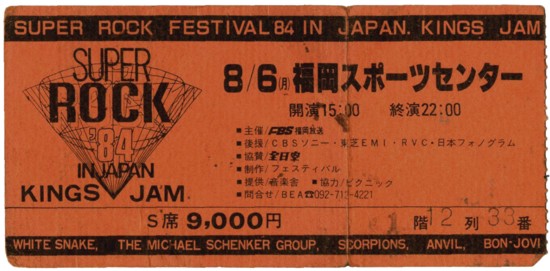 SUPER ROCK FESTIVAL 84 IN JAPAN. KINGS JAM
SUPER
ROCK
'84
IN JAPAN
KINGS JAM
8/6(月)福岡スポーツセンター
開演15:00 終演22:00
■主催/FBS福岡放送
■後援/CBSソニー・東芝EMI・RVC・日本フォノグラム
■協賛/全日空
■制作/フェスティバル
■提供/音楽舎 ■協力/ピクニック
■問合せ/BEA☎092-712-4221
S席 9,000円
階 12 列 33 番
WHITE SNAKE, THE MICHAEL SCHENKER GROUP, SCORPIONS, ANVIL, BON-JOVI